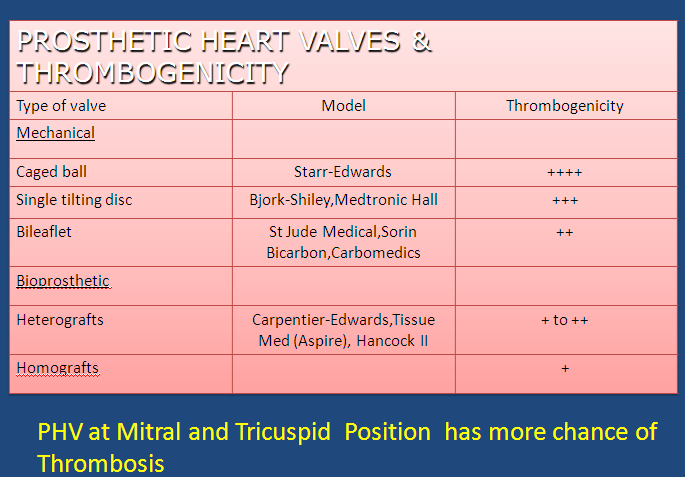 PROSTHETIC HEART VALVES &
THROMBOGENICITY
Type of valve Model Thrombogenicity
Mechanical
Caged ball Starr-Edwards ++++
Single tilting disc Bjork-Shiley,Medtronic Hall +++
Bileaflet St Jude Medical,Sorin ++
Bicarbon,Carbomedics
Bioprosthetic
Heterografts Carpentier-Edwards,Tissue + to ++
Med (Aspire), Hancock II
Homografts +
PHV at Mitral and Tricuspid Position has more chance of
Thrombosis